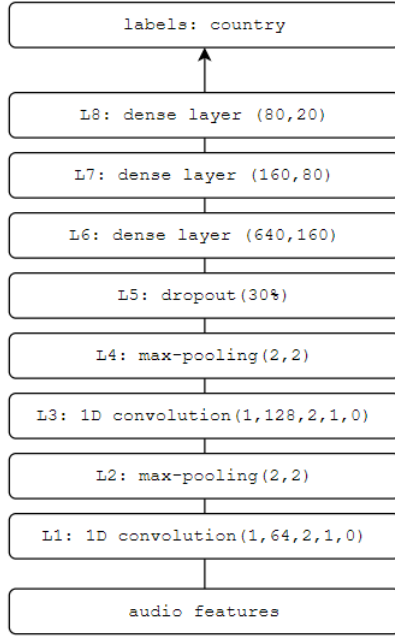 labels: country
L8: dense layer (80,20)
L7: dense layer (160,80)
L6: dense layer (640,160)
L5: dropout(30%)
L4: max-pooling(2,2)
L3: 1D convolution(1,128,2,1,0)
L2: max-pooling(2,2)
L1: 1D convolution(1,64,2,1,0)
audio features